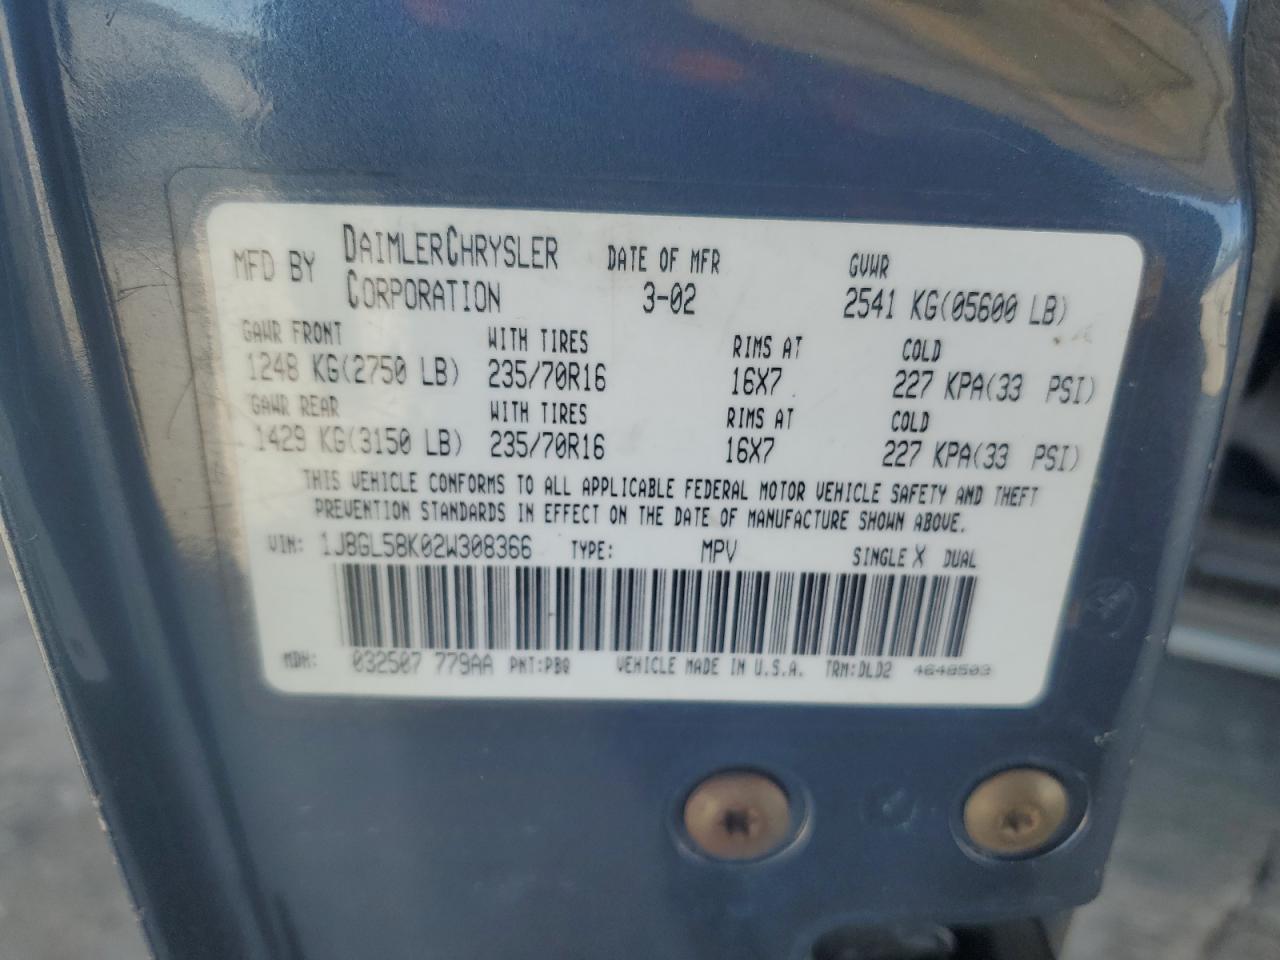 MFD BY DAIMLERCHRYSLER CORPORATION DATE OF MFR 3-02 GVWR 2541 KG(05600 LB)
GAWR FRONT WITH TIRES RIMS AT COLD
1248 KG(2750 LB) 235/70R16 16X7 227 KPA(33 PSI)
GAWR REAR WITH TIRES RIMS AT COLD
1429 KG(3150 LB) 235/70R16 16X7 227 KPA(33 PSI)
THIS VEHICLE CONFORMS TO ALL APPLICABLE FEDERAL MOTOR VEHICLE SAFETY AND THEFT
PREVENTION STANDARDS IN EFFECT ON THE DATE OF MANUFACTURE SHOWN ABOVE.
VIN: 1J8GL58K02W308366 TYPE: MPV SINGLE X DUAL
MDH: 032507 779AA PNT:PBQ VEHICLE MADE IN U.S.A. TRM:DLD2 4648503